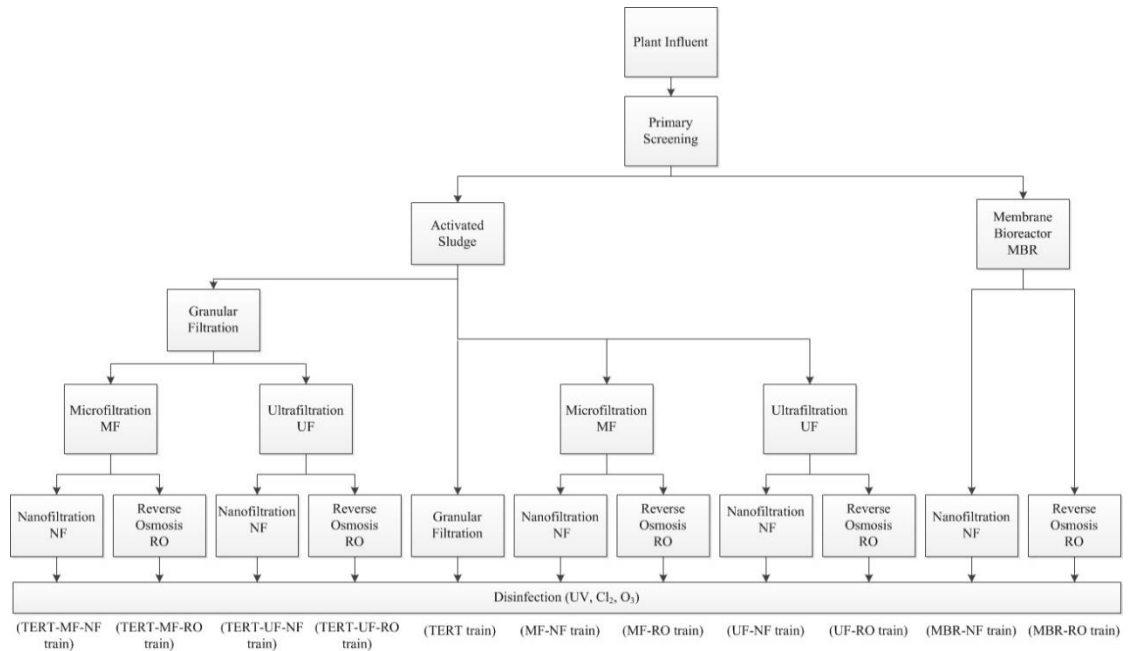 Plant Influent
Primary
Screening
Activated
Sludge
Membrane
Bioreactor
MBR
Granular
Filtration
Microfiltration
MF
Ultrafiltration
UF
Microfiltration
MF
Ultrafiltration
UF
Nanofiltration
NF
Reverse
Osmosis
RO
Nanofiltration
NF
Reverse
Osmosis
RO
Granular
Filtration
Nanofiltration
NF
Reverse
Osmosis
RO
Nanofiltration
NF
Reverse
Osmosis
RO
Nanofiltration
NF
Reverse
Osmosis
RO
Disinfection (UV, Cl₂, O₃)
(TERT-MF-NF
train)
(TERT-MF-RO
train)
(TERT-UF-NF
train)
(TERT-UF-RO
train)
(TERT train)
(MF-NF train)
(MF-RO train)
(UF-NF train)
(UF-RO train)
(MBR-NF train)
(MBR-RO train)